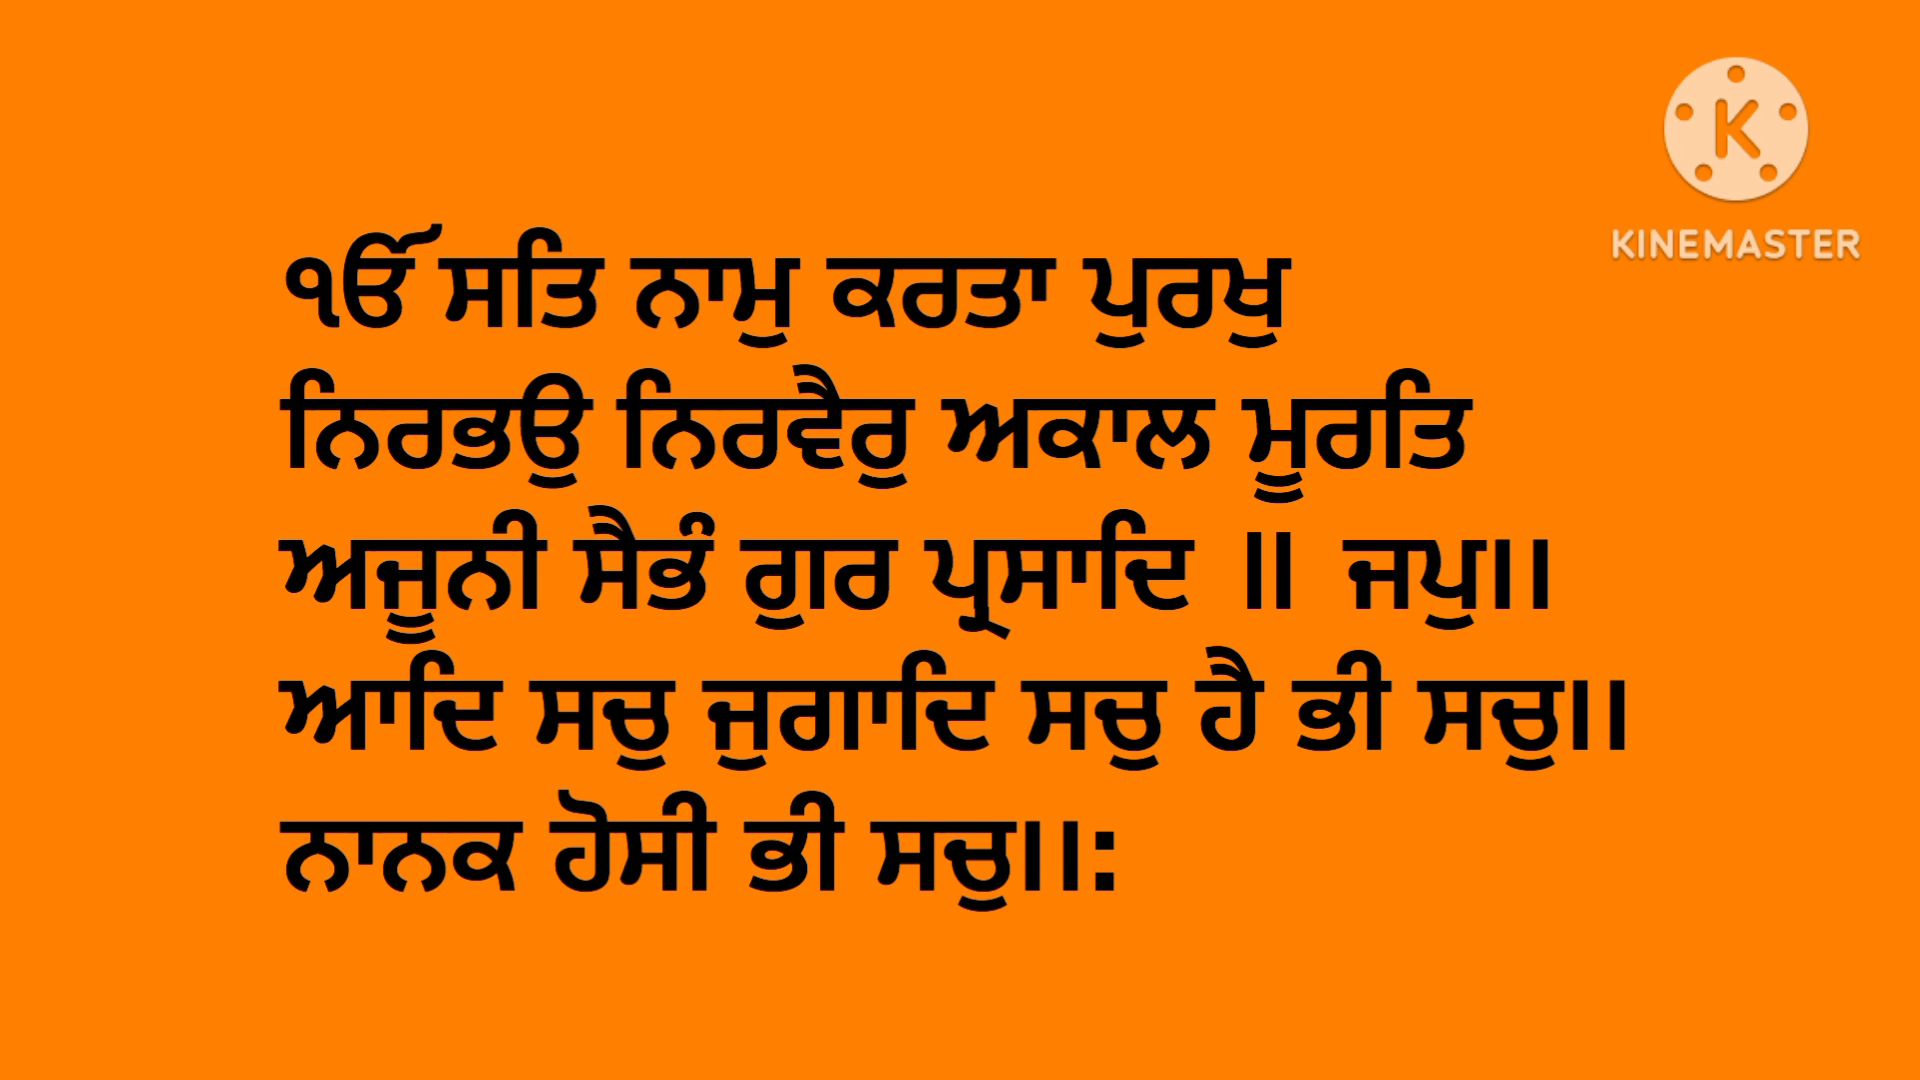 KINEMASTER
ੴ ਸਤਿ ਨਾਮੁ ਕਰਤਾ ਪੁਰਖੁ
ਨਿਰਭਉ ਨਿਰਵੈਰੁ ਅਕਾਲ ਮੂਰਤਿ
ਅਜੂਨੀ ਸੈਭੰ ਗੁਰ ਪ੍ਰਸਾਦਿ ॥ ਜਪੁ।।
ਆਦਿ ਸਚੁ ਜੁਗਾਦਿ ਸਚੁ ਹੈ ਭੀ ਸਚੁ।।
ਨਾਨਕ ਹੋਸੀ ਭੀ ਸਚੁ।।: